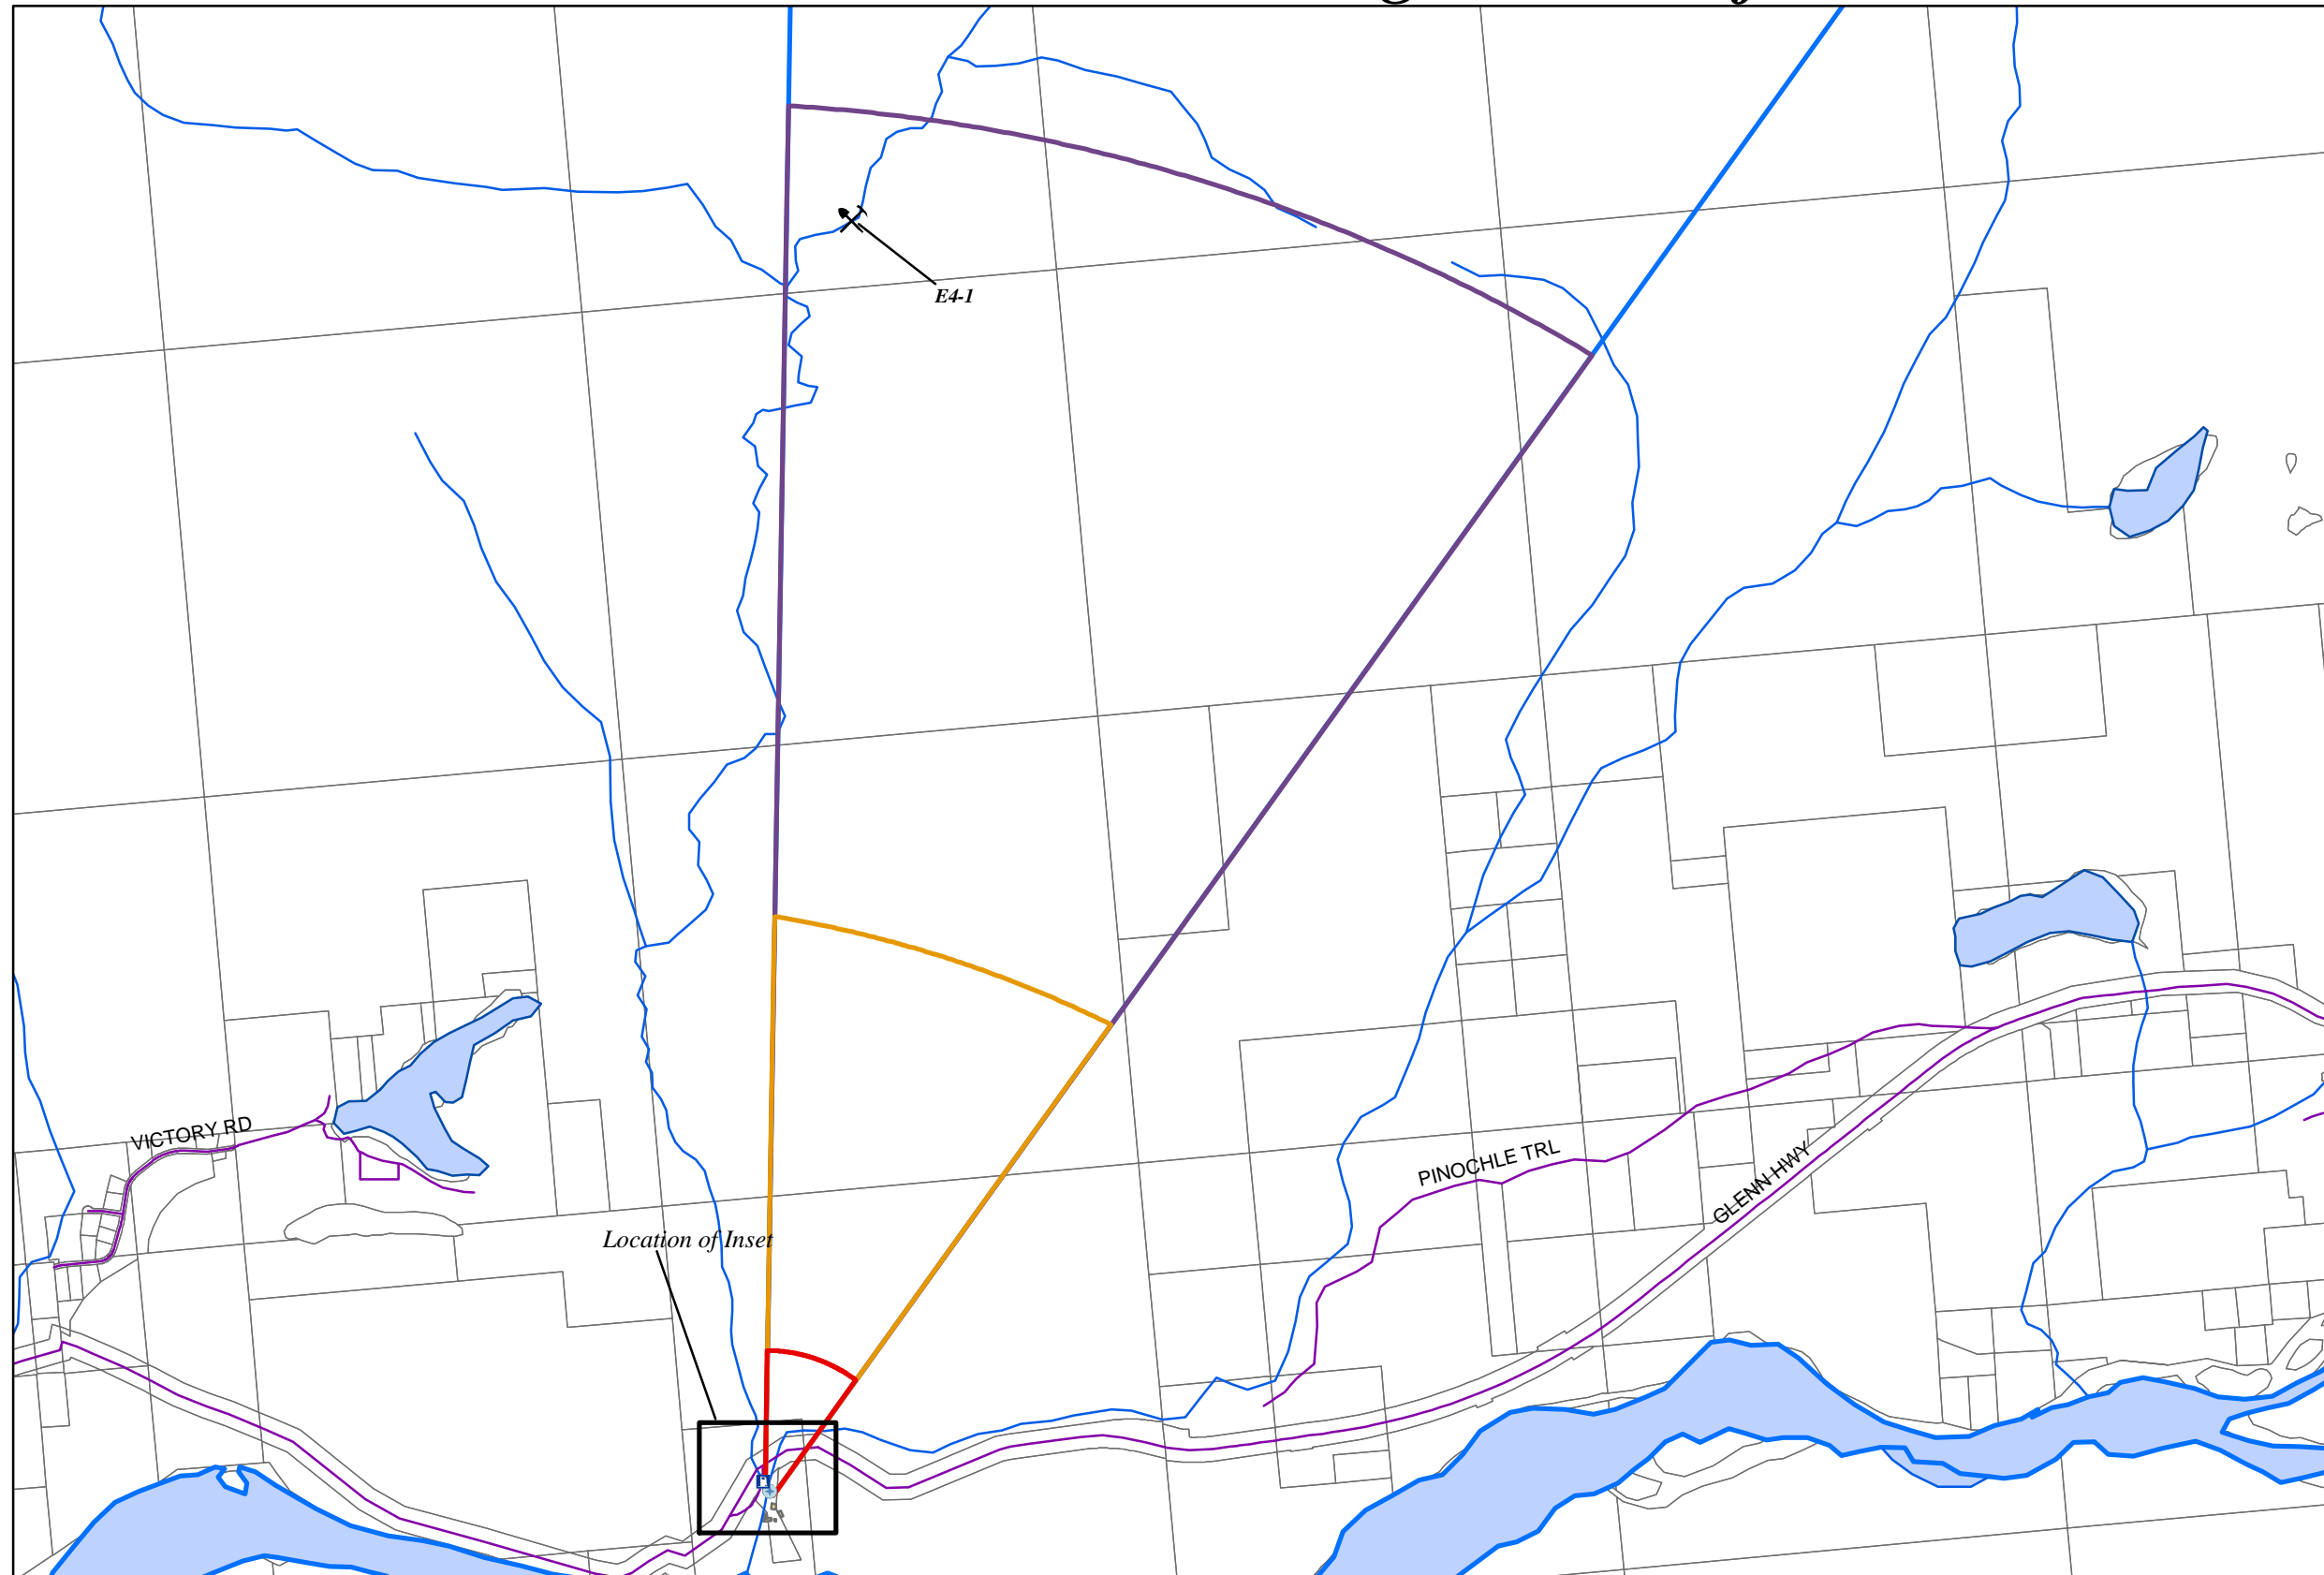 E4-1
VICTORY RD
PINOCHLE TRL
GLENN HWY
Location of Inset